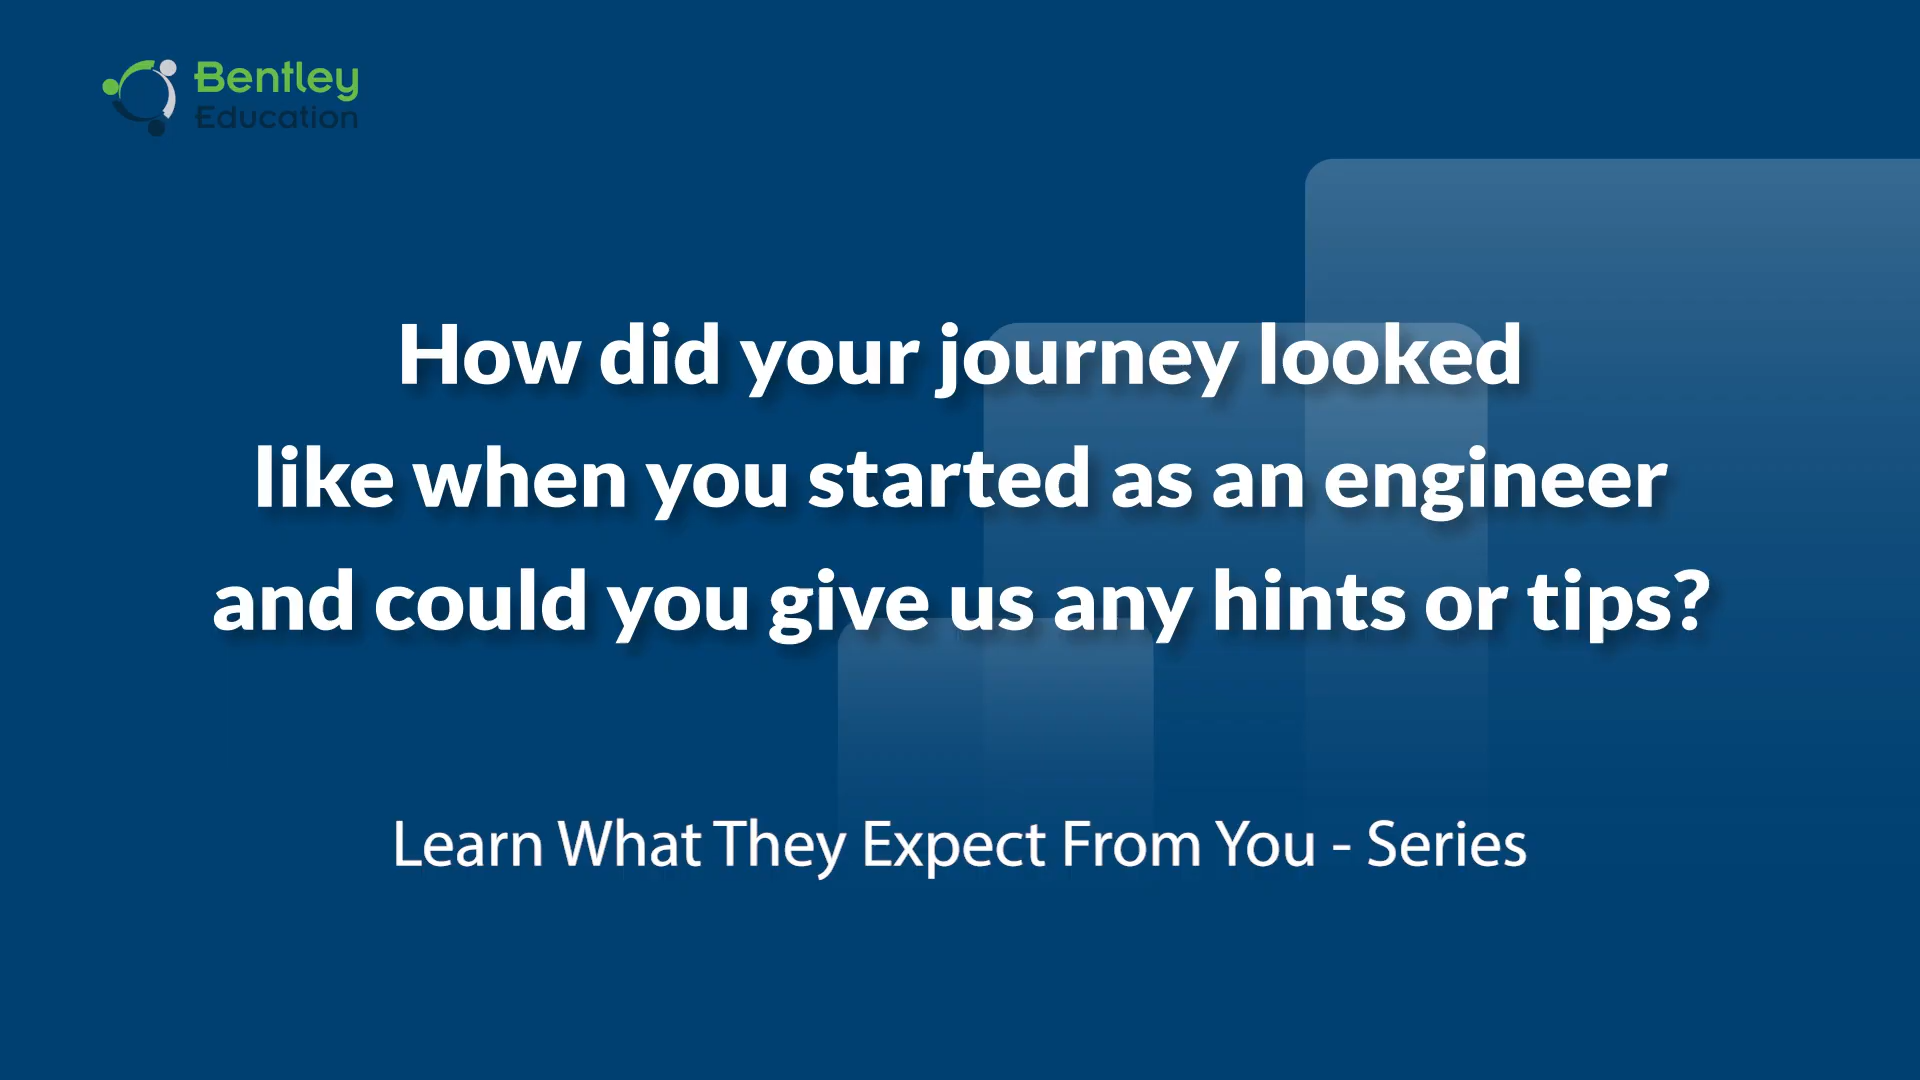 Bentley
Education
How did your journey looked
like when you started as an engineer
and could you give us any hints or tips?
Learn What They Expect From You - Series